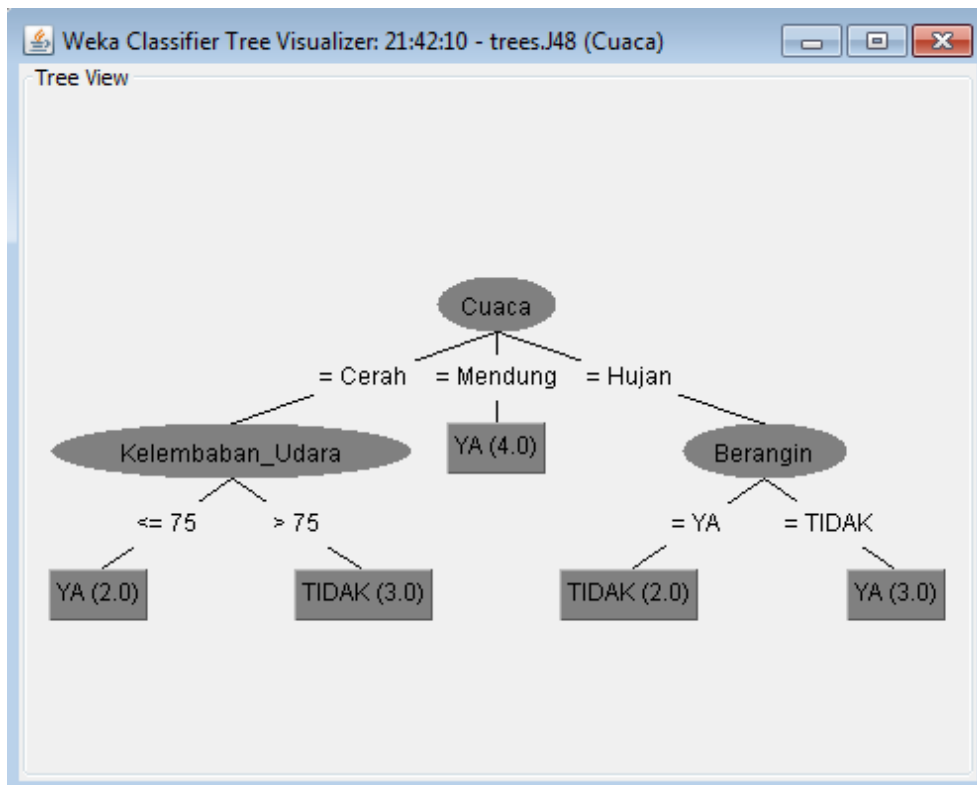 Weka Classifier Tree Visualizer: 21:42:10 - trees.J48 (Cuaca)
Tree View
Cuaca
= Cerah = Mendung = Hujan
Kelembaban_Udara YA (4.0) Berangin
<= 75 > 75 = YA = TIDAK
YA (2.0) TIDAK (3.0) TIDAK (2.0) YA (3.0)